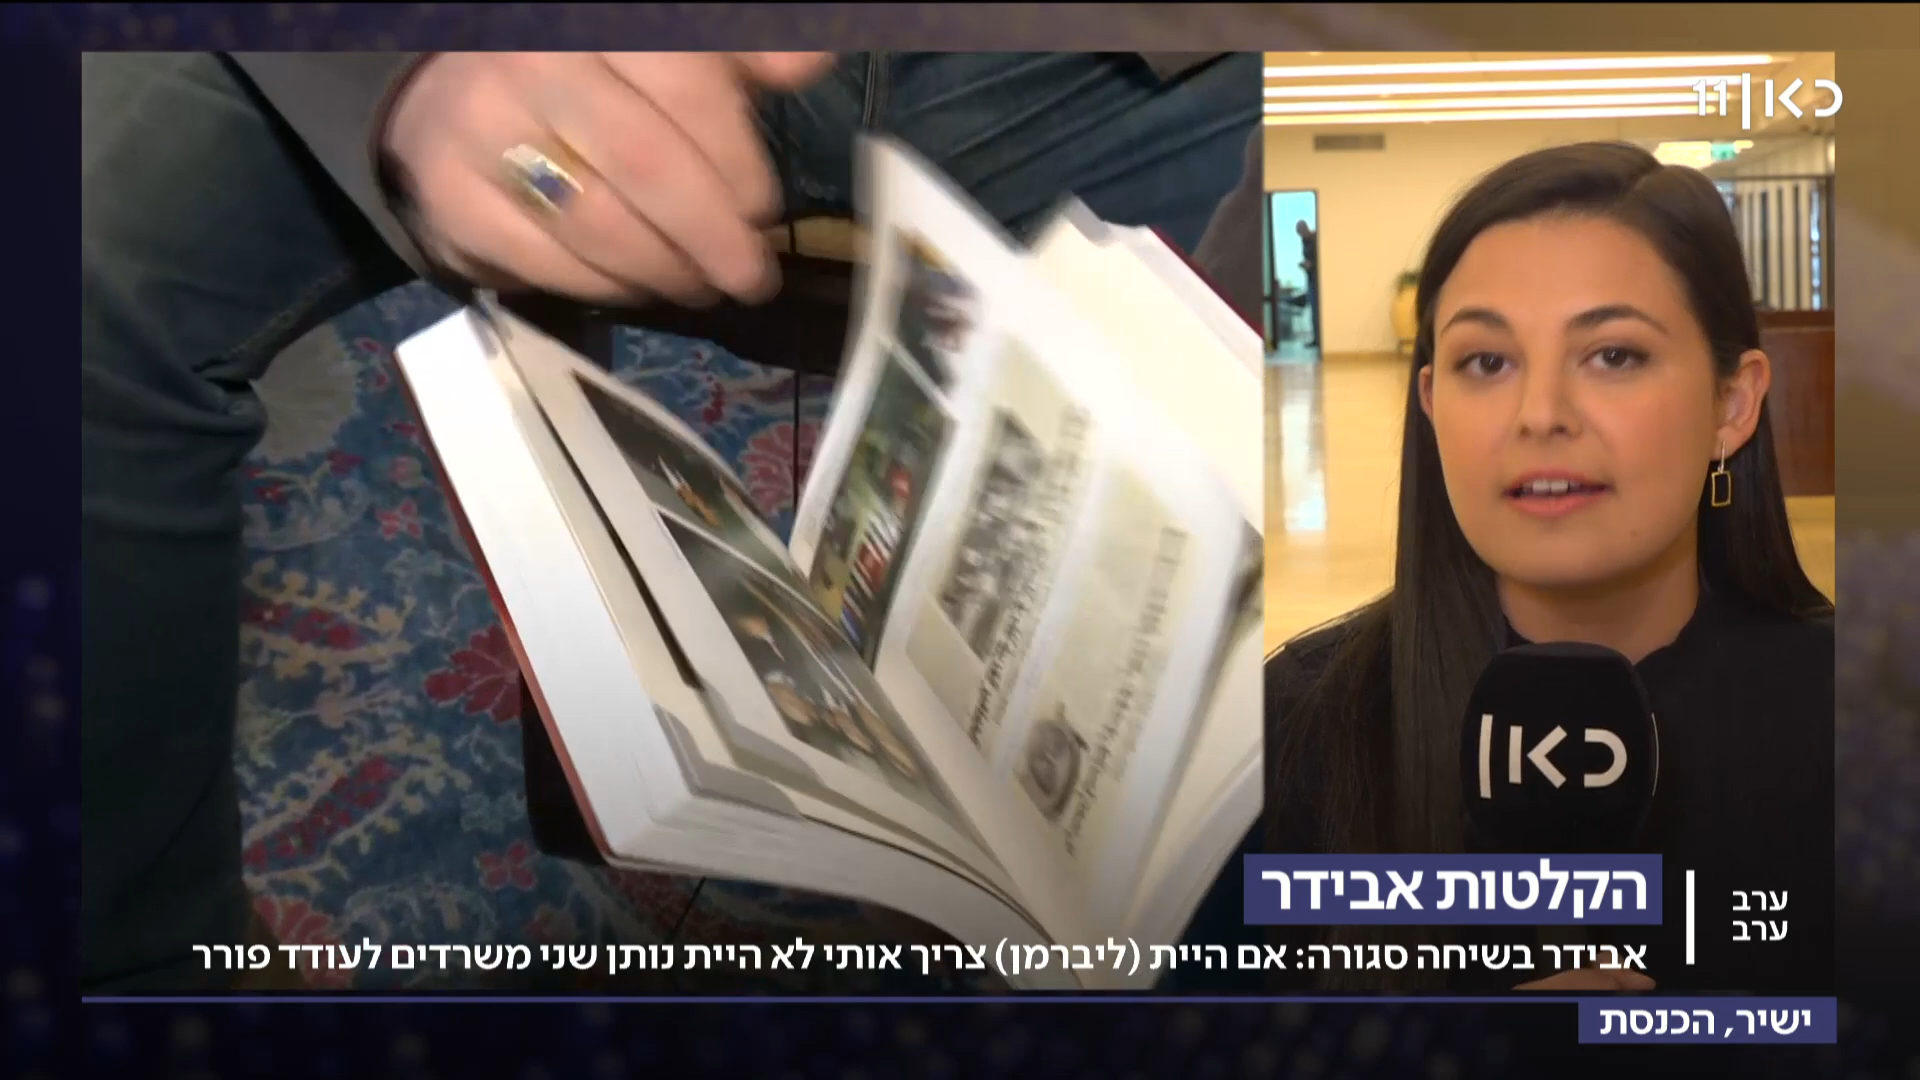 כאן 11
כאן
הקלטות אבידר
ערב
ערב
אבידר בשיחה סגורה: אם היית (ליברמן) צריך אותי לא היית נותן שני משרדים לעודד פורר
ישיר, הכנסת